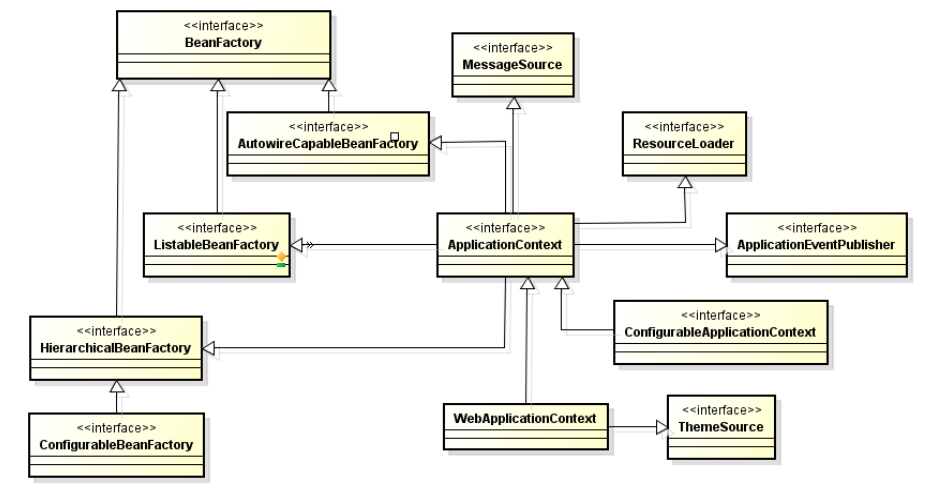 <<interface>>
BeanFactory
<<interface>>
MessageSource
<<interface>>
AutowireCapableBeanFactory
<<interface>>
ResourceLoader
<<interface>>
ListableBeanFactory
<<interface>>
ApplicationContext
<<interface>>
ApplicationEventPublisher
<<interface>>
ConfigurableApplicationContext
<<interface>>
HierarchicalBeanFactory
WebApplicationContext
<<interface>>
ThemeSource
<<interface>>
ConfigurableBeanFactory